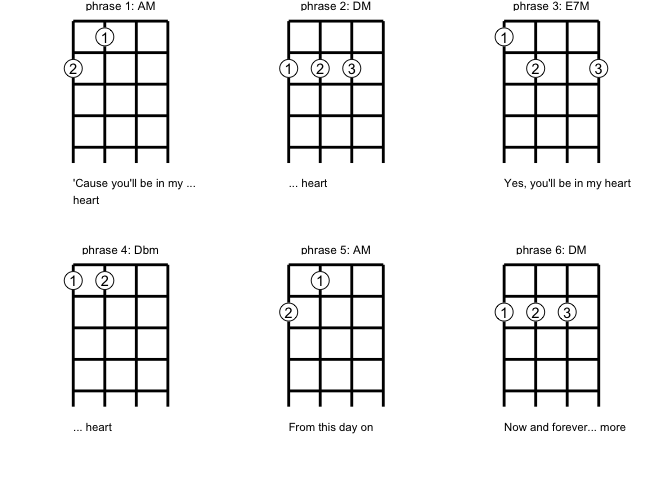 phrase 1: AM
phrase 2: DM
phrase 3: E7M
1
1
2
1
2
3
2
3
'Cause you'll be in my ...
heart
... heart
Yes, you'll be in my heart
phrase 4: Dbm
phrase 5: AM
phrase 6: DM
1
2
1
2
1
2
3
... heart
From this day on
Now and forever... more